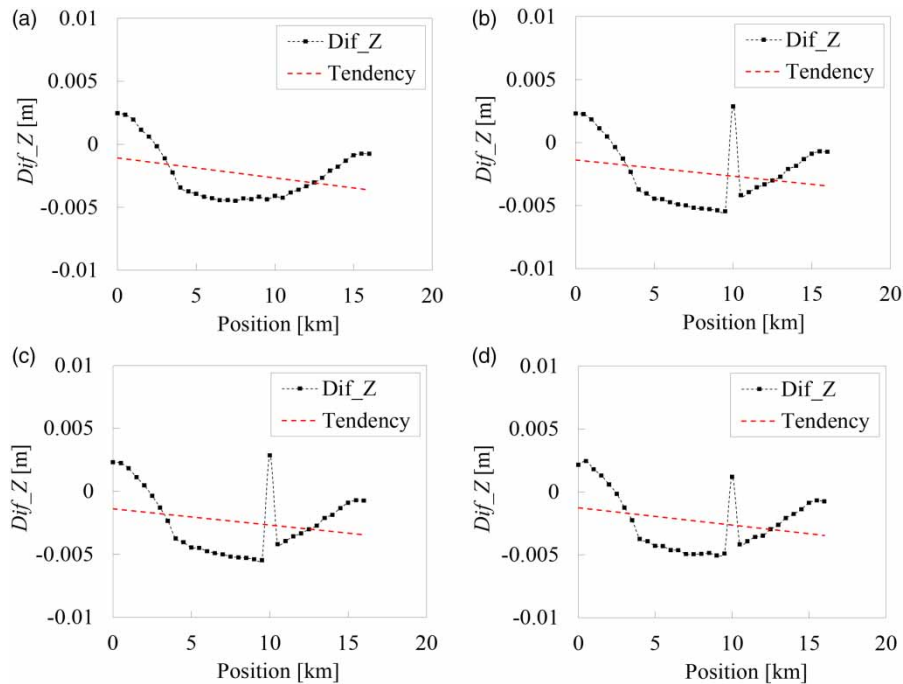 (a)
0.01
0.005
0
-0.005
-0.01
Dif_Z [m]
Dif_Z
Tendency
0 5 10 15 20
Position [km]
(b)
0.01
0.005
0
-0.005
-0.01
Dif_Z [m]
Dif_Z
Tendency
0 5 10 15 20
Position [km]
(c)
0.01
0.005
0
-0.005
-0.01
Dif_Z [m]
Dif_Z
Tendency
0 5 10 15 20
Position [km]
(d)
0.01
0.005
0
-0.005
-0.01
Dif_Z [m]
Dif_Z
Tendency
0 5 10 15 20
Position [km]